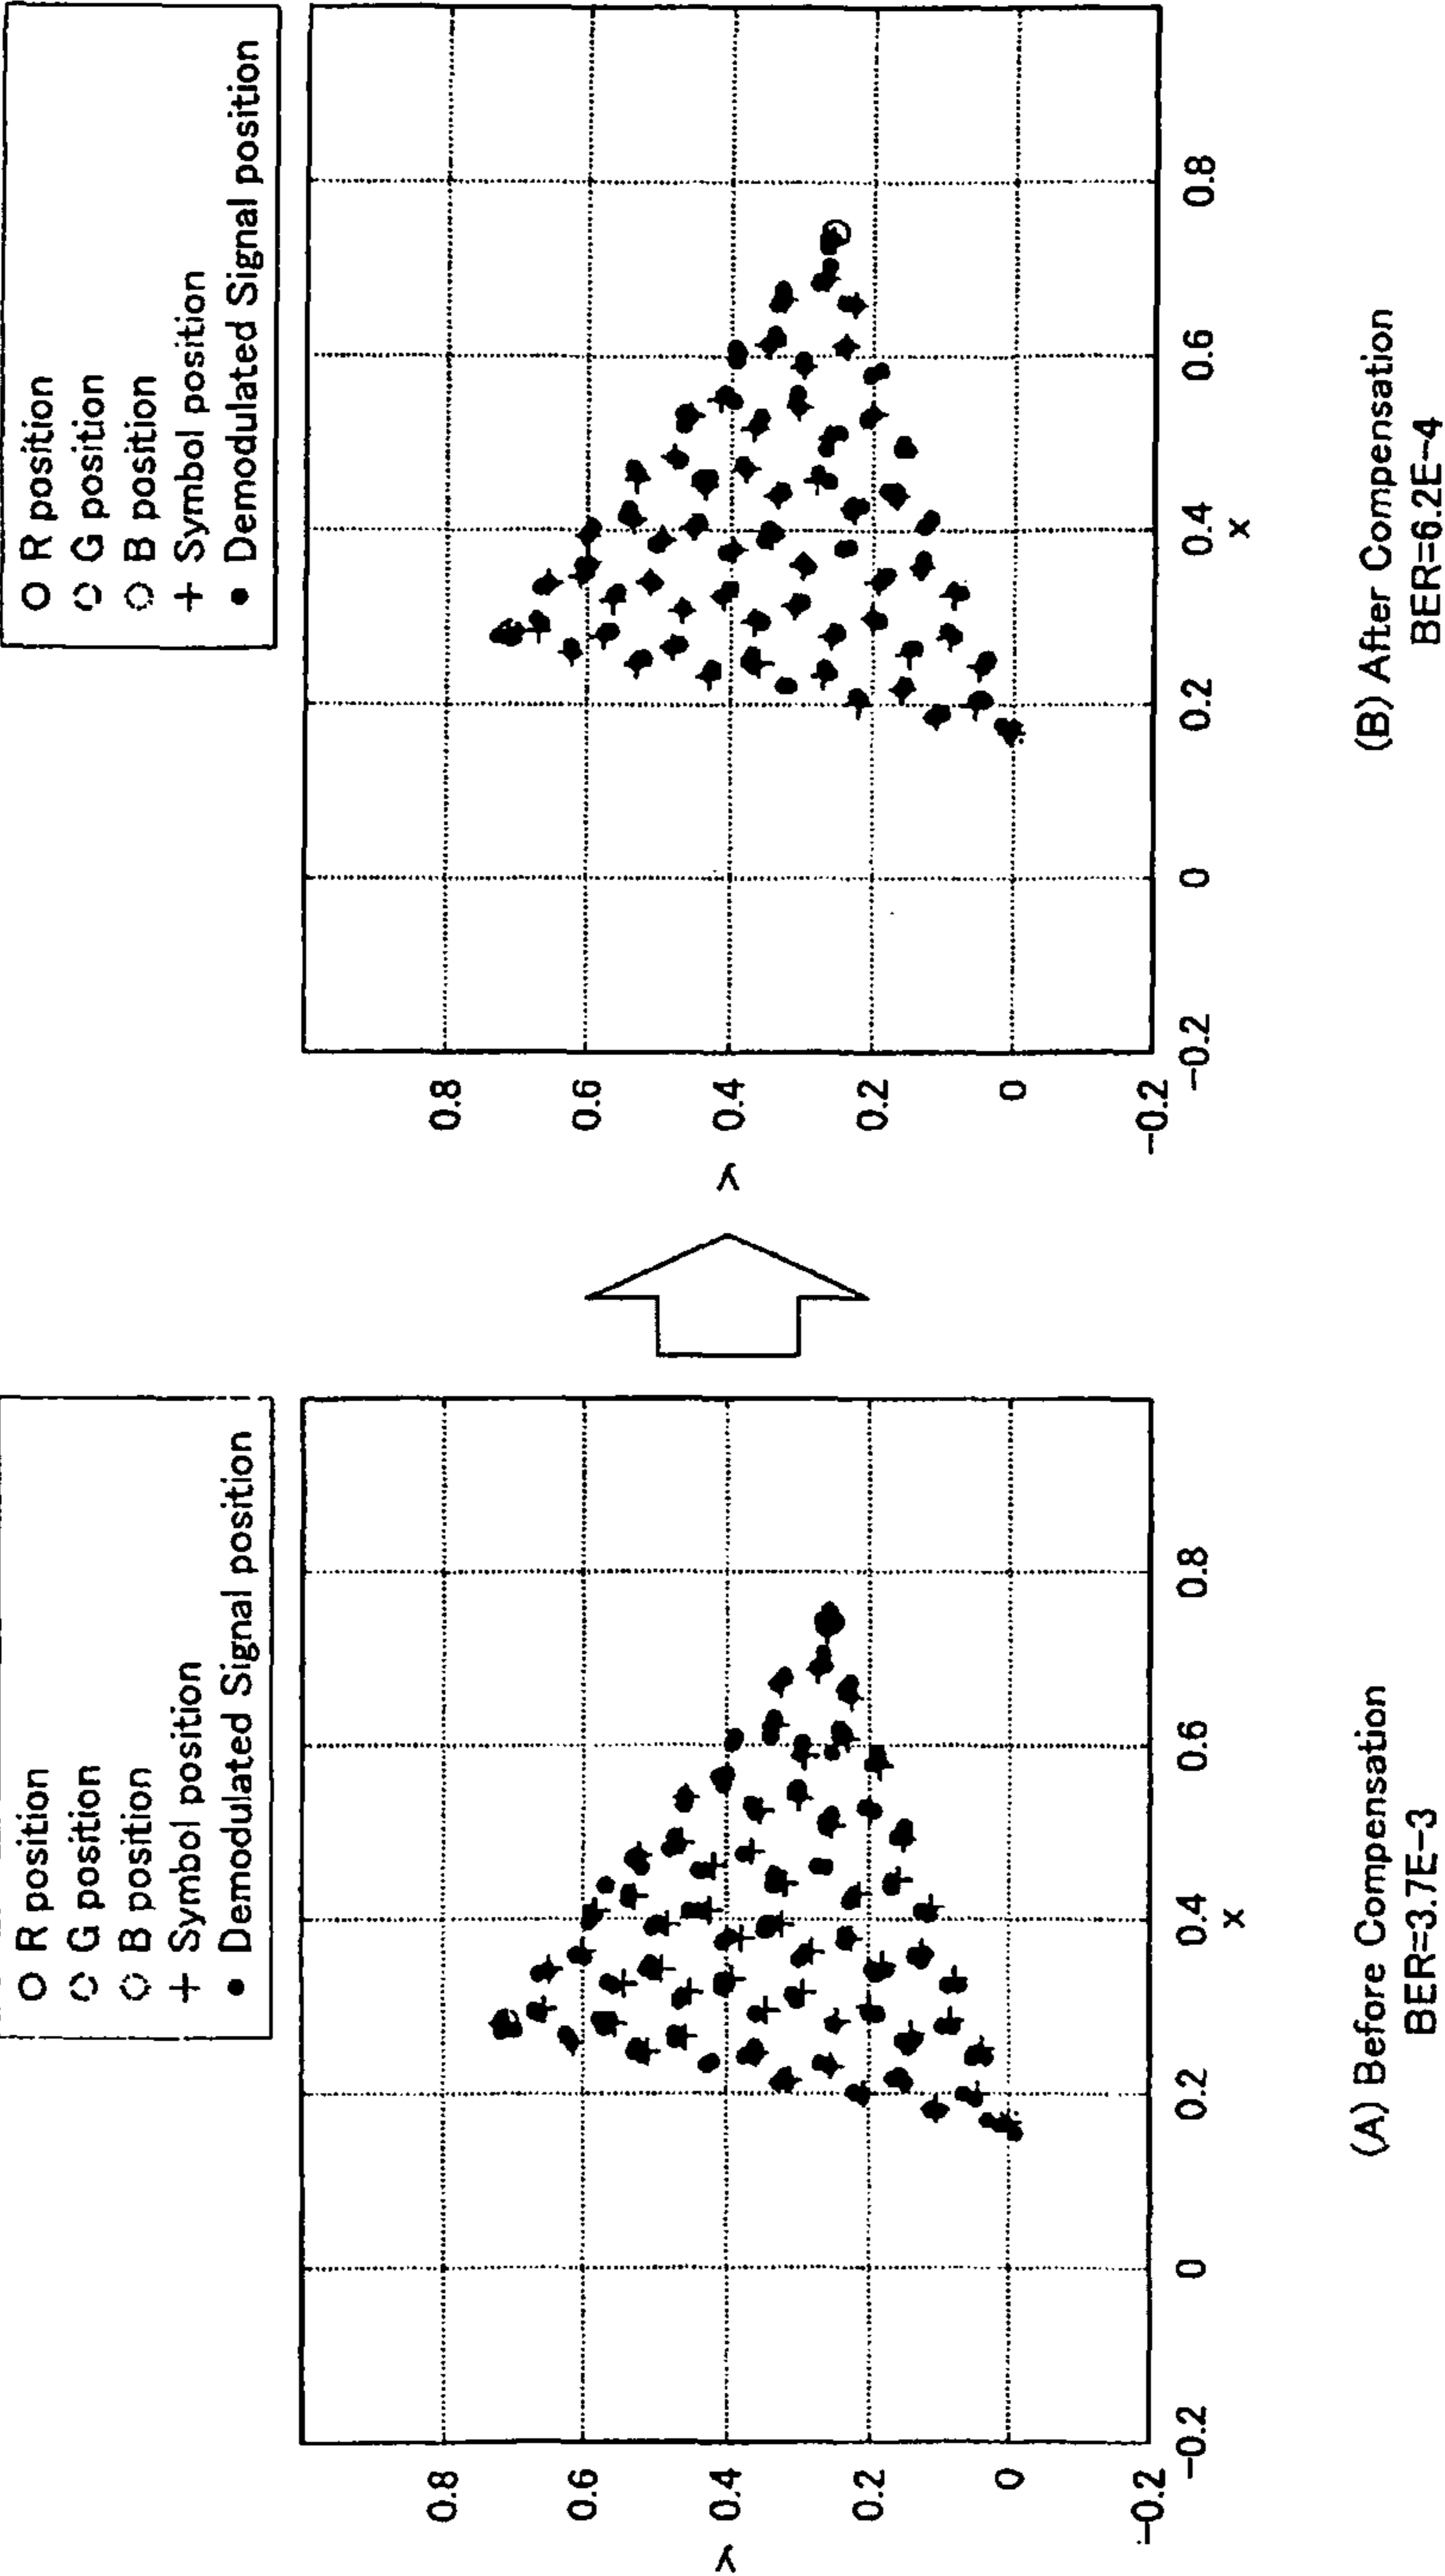 R position
G position
B position
+ Symbol position
Demodulated Signal position
0.8
0.6
0.4
0.2
0
-0.2
y
-0.2
0
0.2
0.4
0.6
0.8
x
(A) Before Compensation
BER=3.7E-3
R position
G position
B position
+ Symbol position
Demodulated Signal position
0.8
0.6
0.4
0.2
0
-0.2
y
-0.2
0
0.2
0.4
0.6
0.8
x
(B) After Compensation
BER=6.2E-4